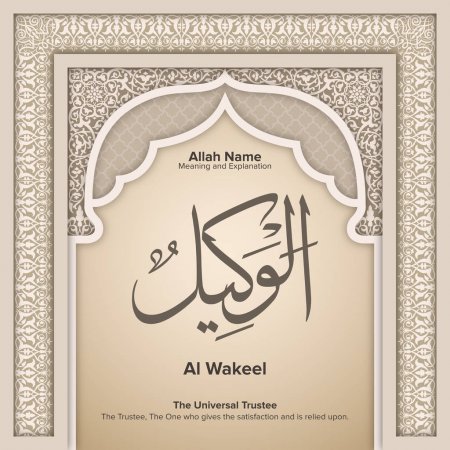 Allah Name
Meaning and Explanation
الْوَكِيلُ
Al Wakeel
The Universal Trustee
The Trustee, The One who gives the satisfaction and is relied upon.